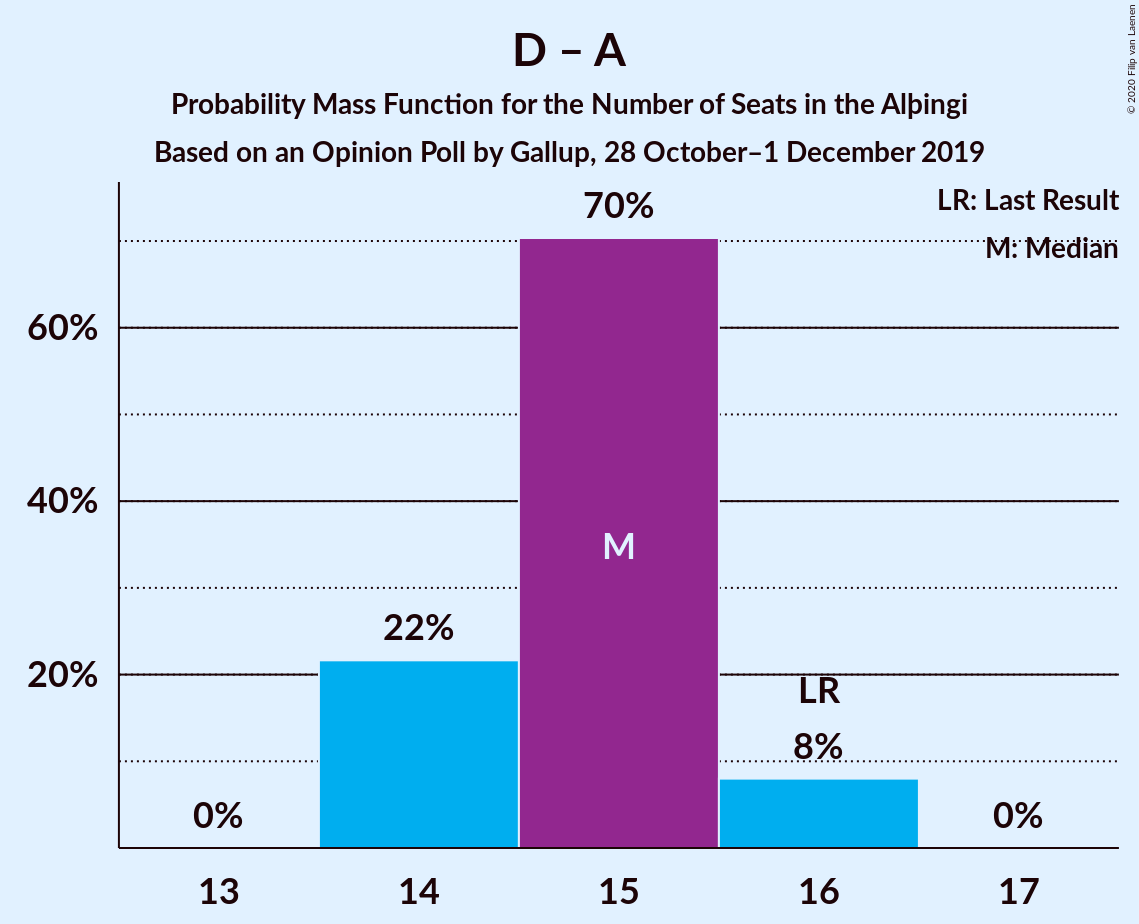 D – A
Probability Mass Function for the Number of Seats in the Alþingi
Based on an Opinion Poll by Gallup, 28 October–1 December 2019
© 2020 Filip van Laenen
LR: Last Result
M: Median
70%
60%
40%
20%
M
22%
LR
8%
0%
0%
13
14
15
16
17